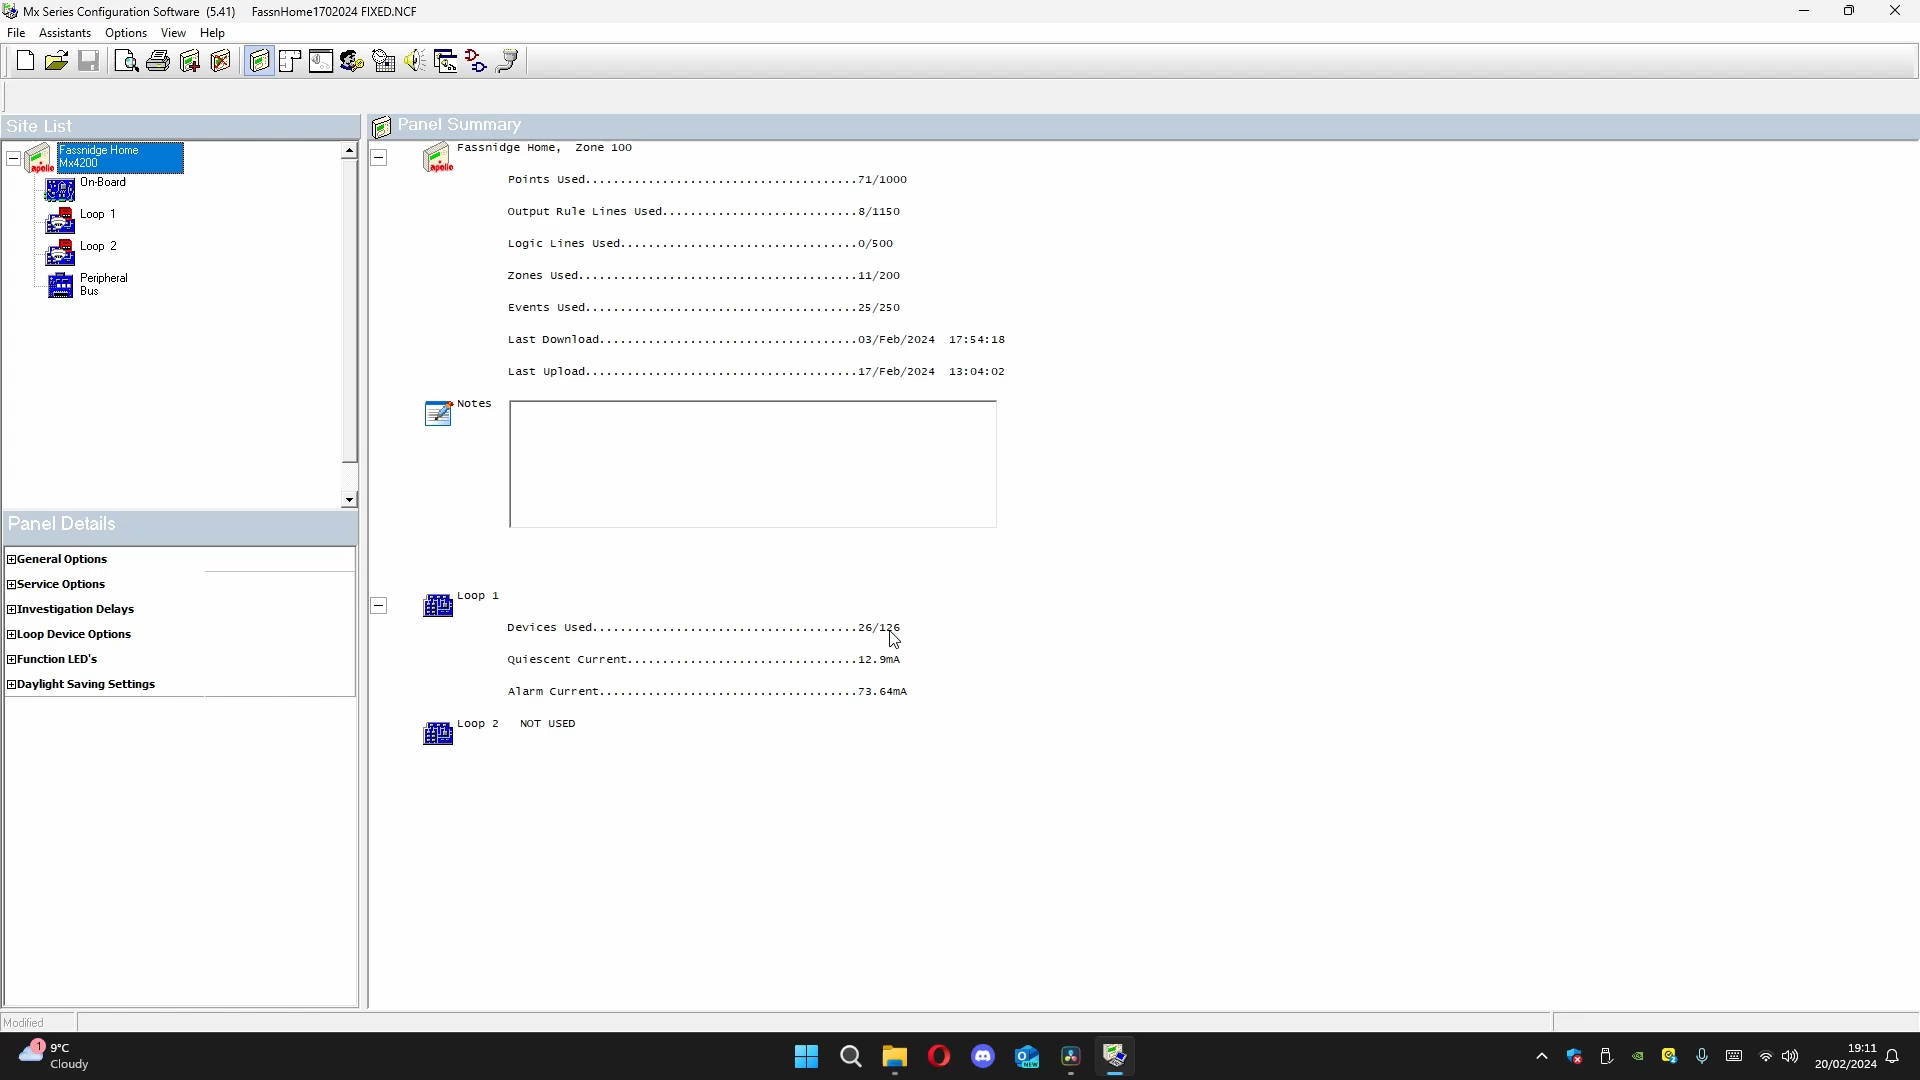 Mx Series Configuration Software (5.41) FassnHome1702024 FIXED.NCF
File Assistants Options View Help
Site List
Fassnidge Home
Mx4200
apollo
On-Board
Loop 1
Loop 2
Peripheral
Bus
Panel Details
General Options
Service Options
Investigation Delays
Loop Device Options
Function LED's
Daylight Saving Settings
Panel Summary
apollo
Fassnidge Home, Zone 100
Points Used......................................71/1000
Output Rule Lines Used............................8/1150
Logic Lines Used..................................0/500
Zones Used........................................11/200
Events Used.......................................25/250
Last Download.....................................03/Feb/2024 17:54:18
Last Upload.......................................17/Feb/2024 13:04:02
Notes
Loop 1
Devices Used......................................26/126
Quiescent Current.................................12.9mA
Alarm Current.....................................73.64mA
Loop 2 NOT USED
Modified
1
9°C
Cloudy
NEW
19:11
20/02/2024